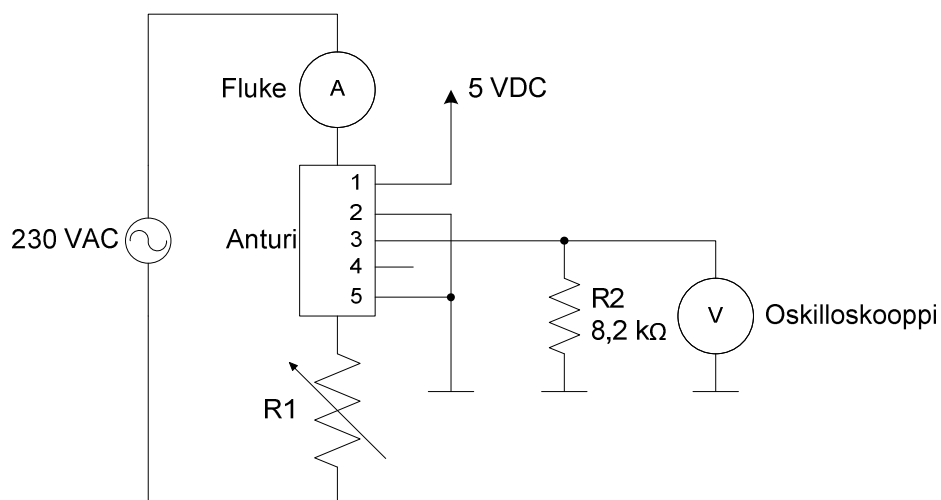 Fluke
A
5 VDC
1
2
3
4
5
230 VAC
Anturi
R2
8,2 kΩ
V
Oskilloskooppi
R1